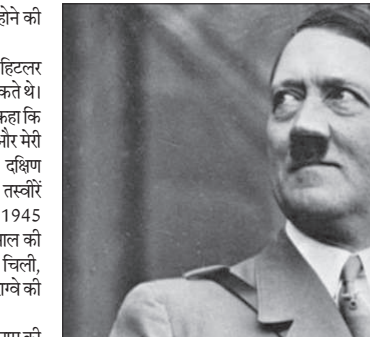 होने की
हिटलर
कते थे।
कहा कि
और मेरी
दक्षिण
तस्वीरें
1945
साल की
चिली,
ग्वे की